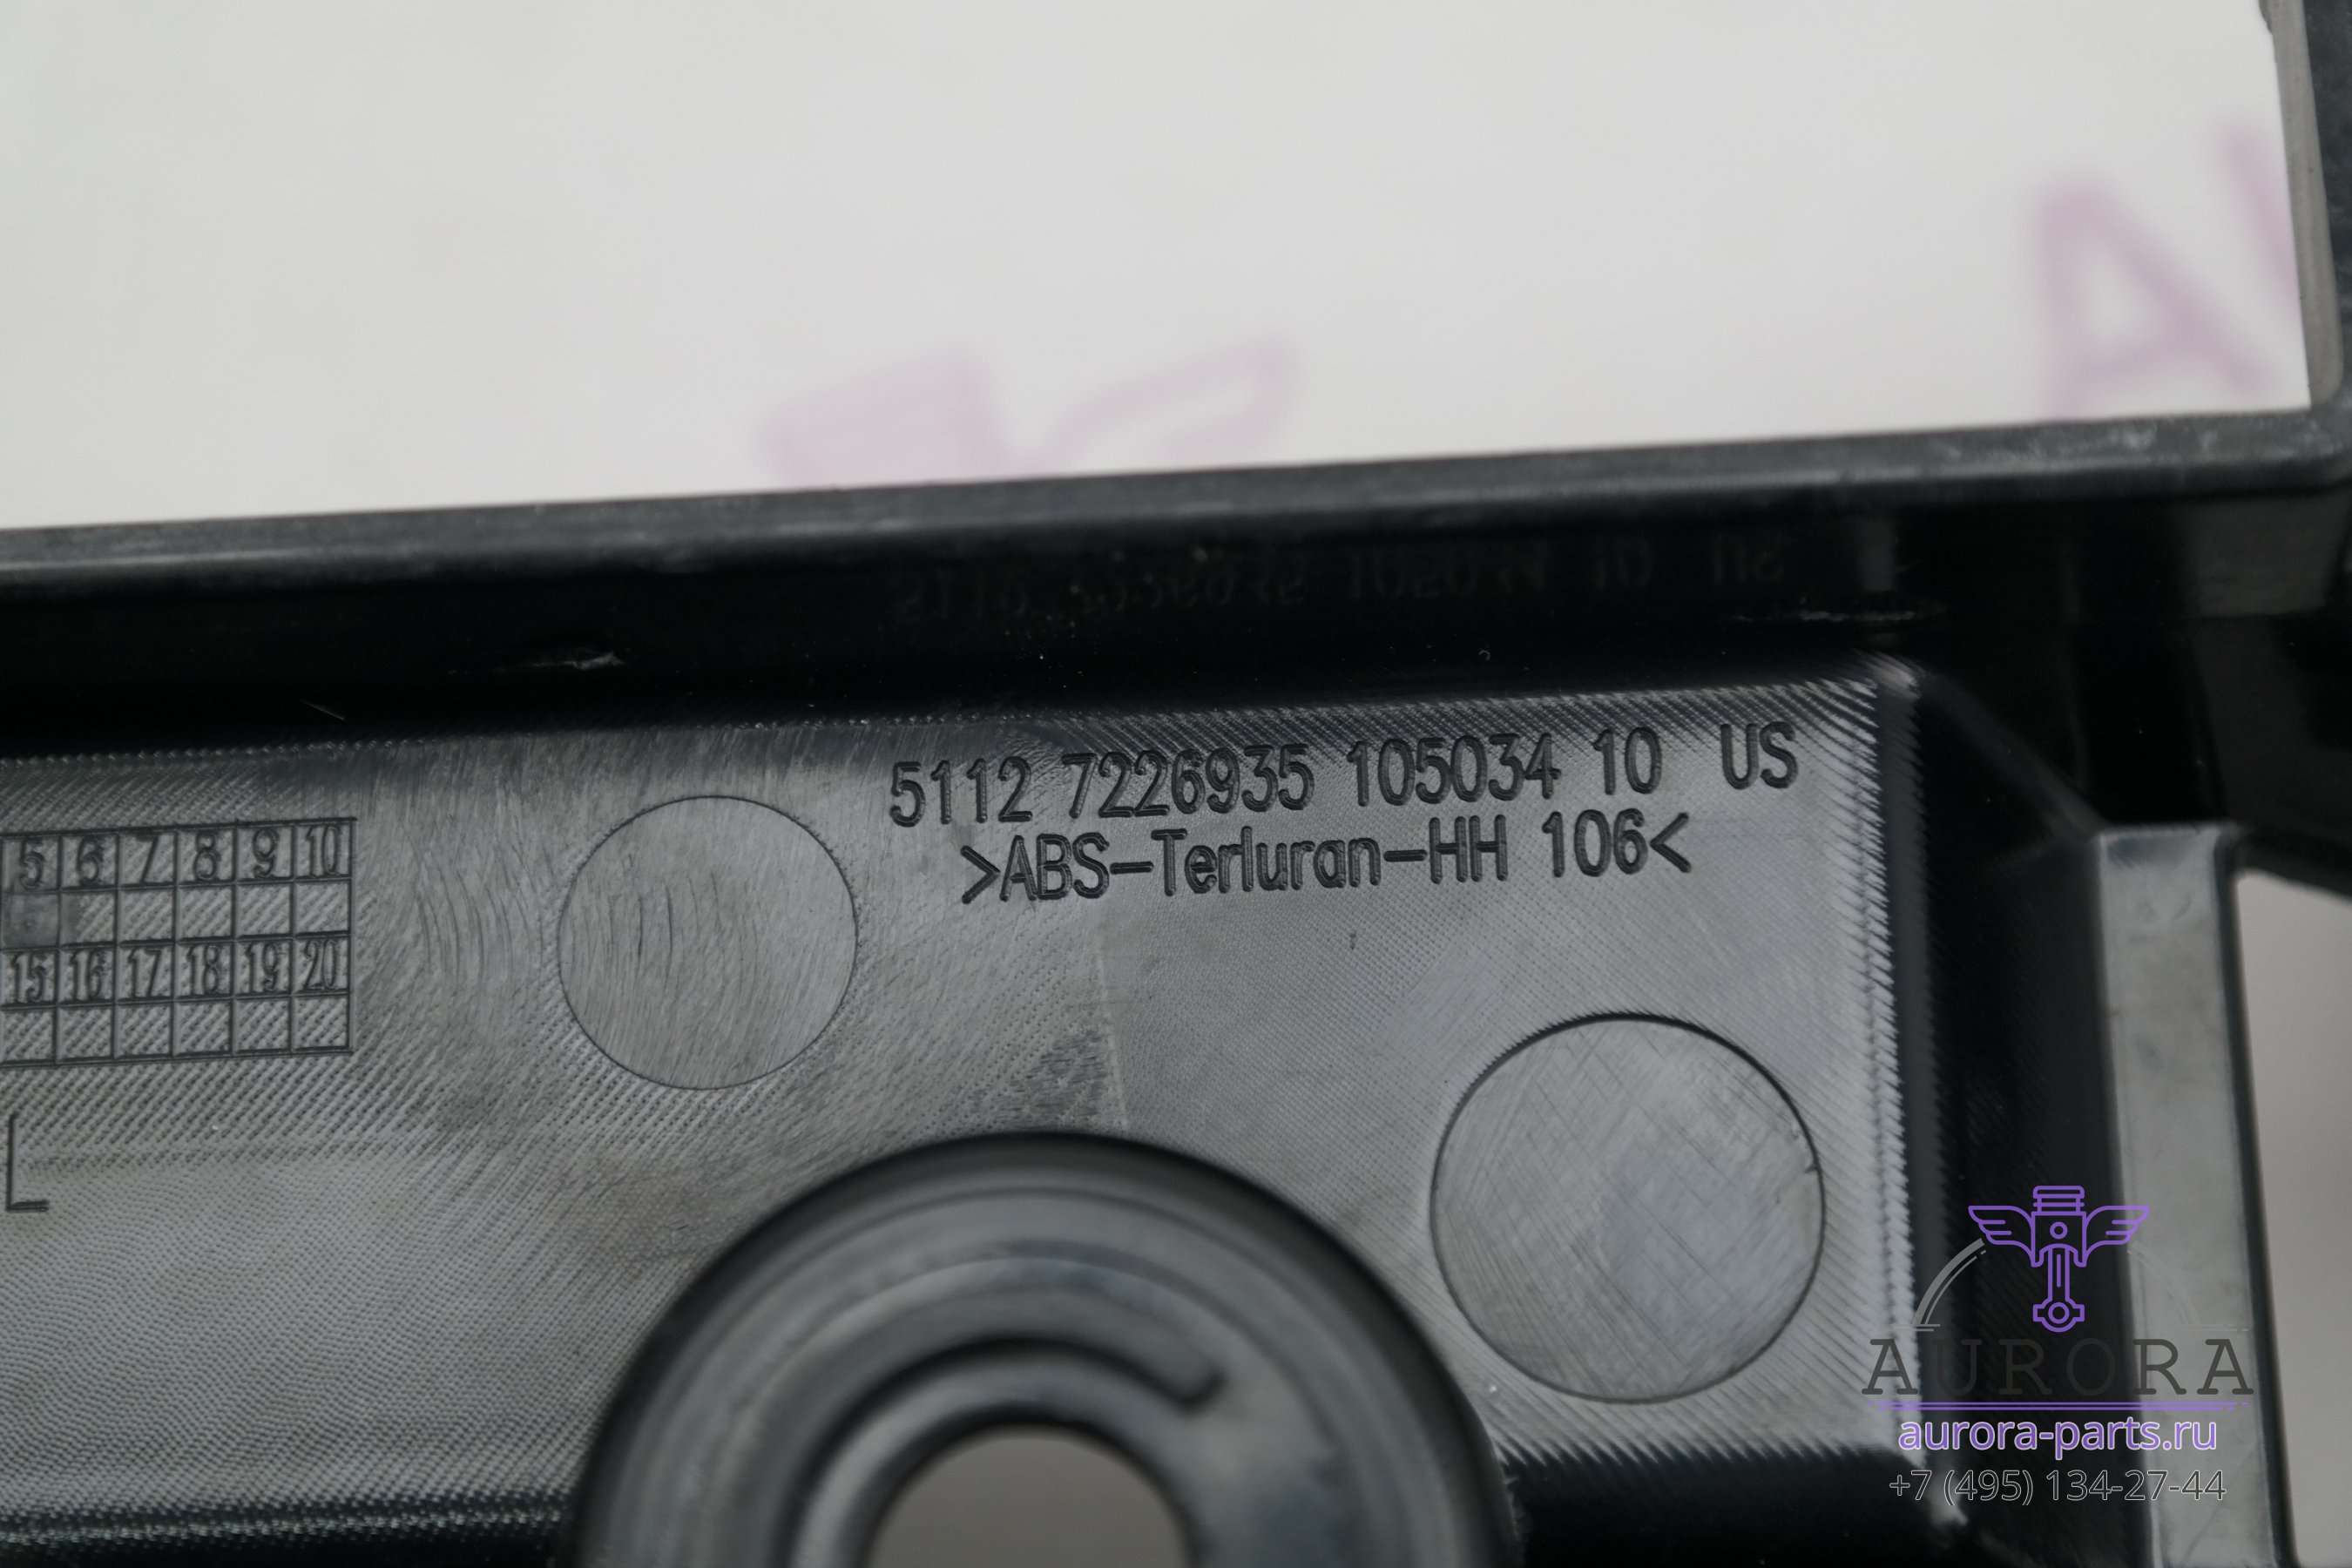 5112 7226935 105034 10 US
>ABS-Terluran-HH 106<
5 6 7 8 9 10
15 16 17 18 19 20
L
AURORA
aurora-parts.ru
+7 (495) 134-27-44